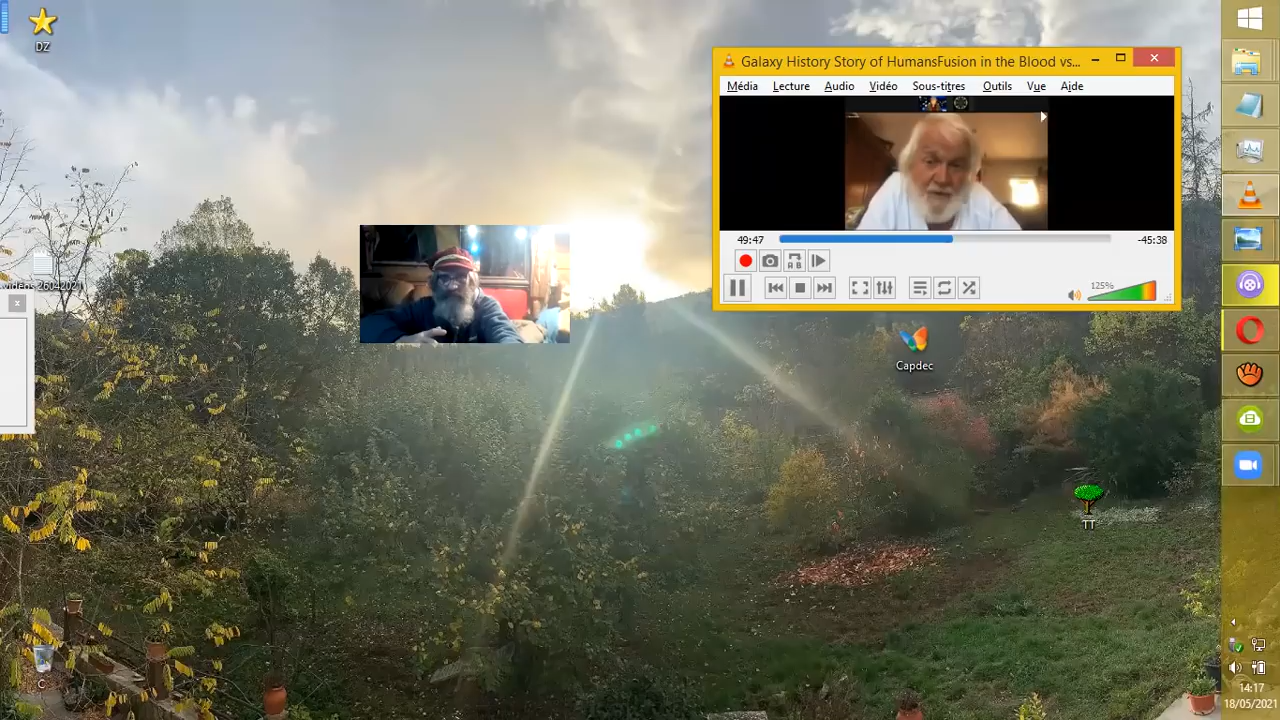 DZ
Galaxy History Story of HumansFusion in the Blood vs...
Média Lecture Audio Vidéo Sous-titres Outils Vue Aide
49:47
-45:38
125%
Capdec
TT
C
14:17
18/05/2021